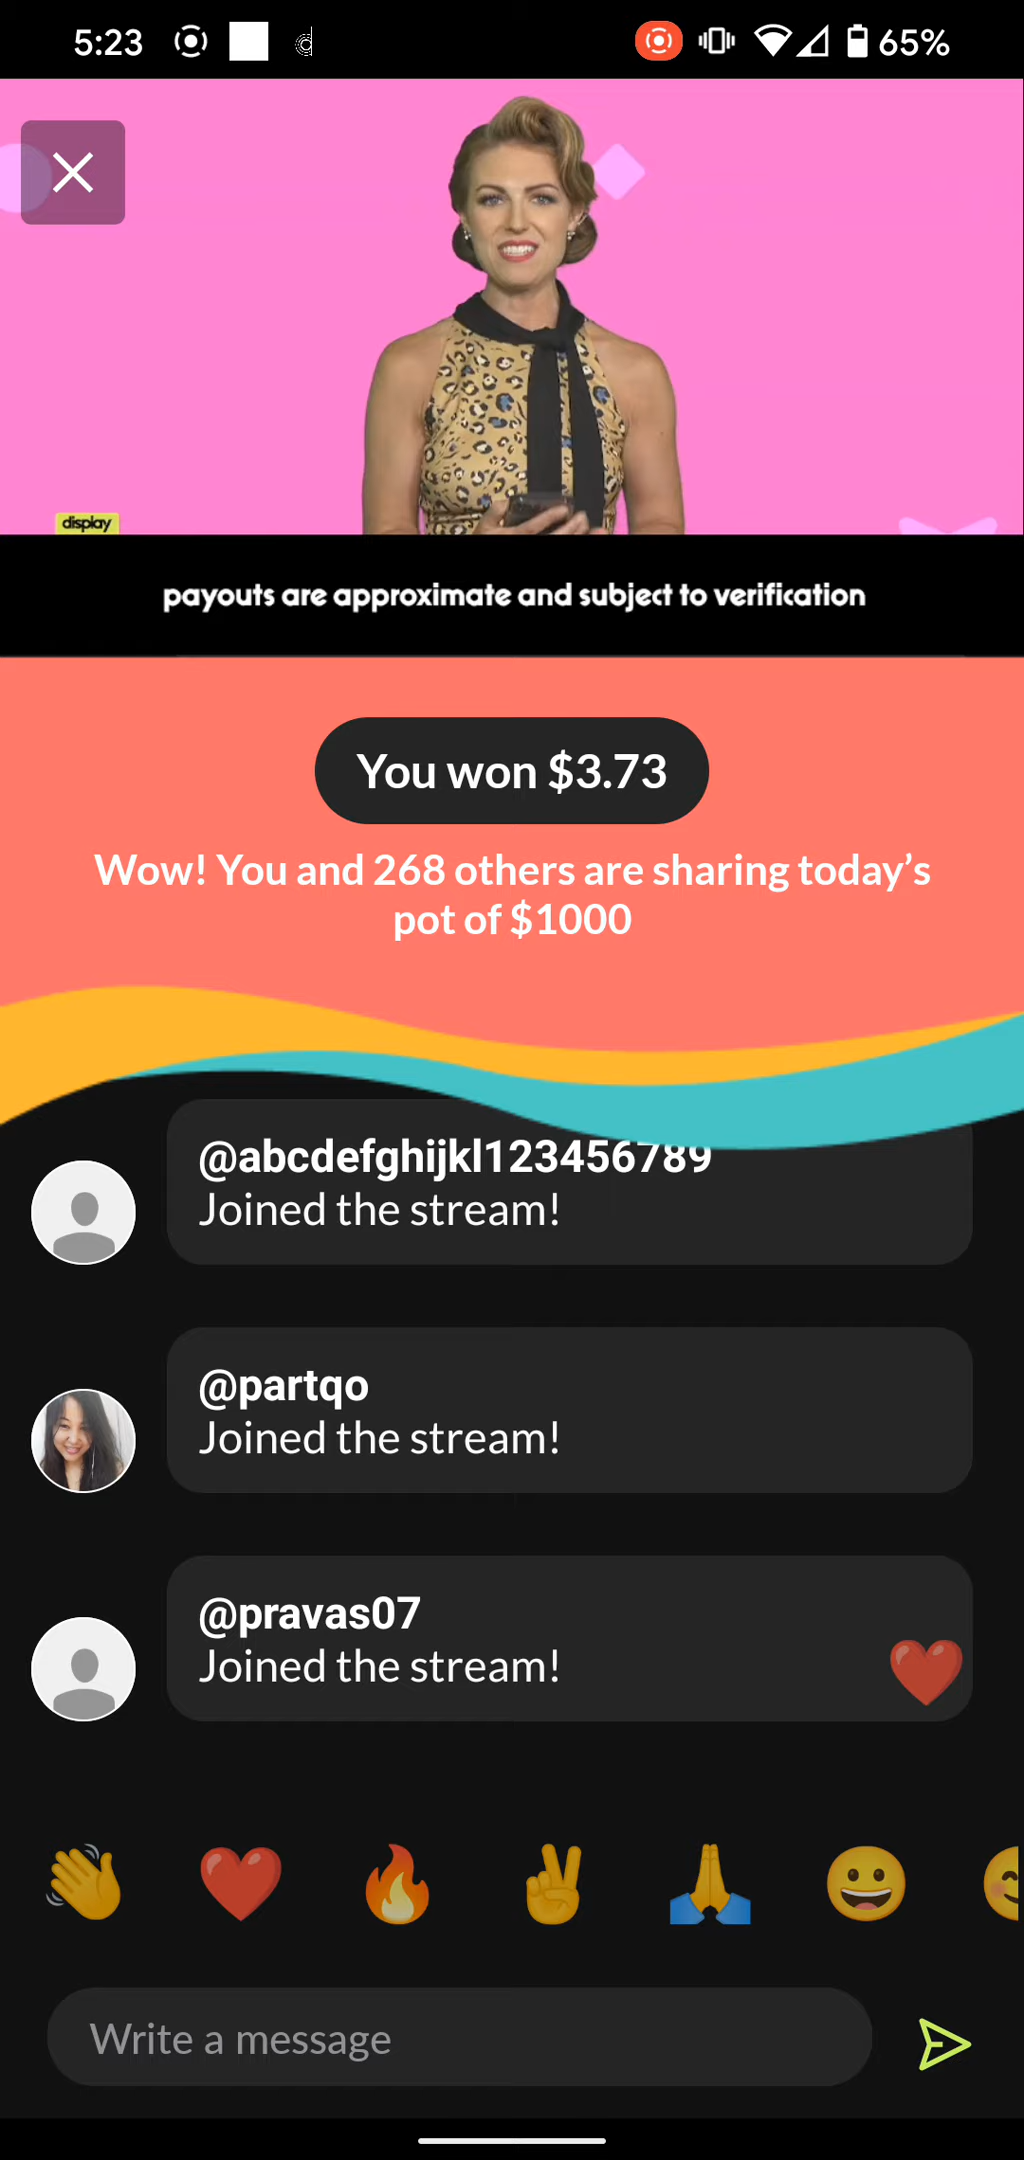 5:23
65%
display
payouts are approximate and subject to verification
You won $3.73
Wow! You and 268 others are sharing today’s
pot of $1000
@abcdefghijkl123456789
Joined the stream!
@partqo
Joined the stream!
@pravas07
Joined the stream!
Write a message